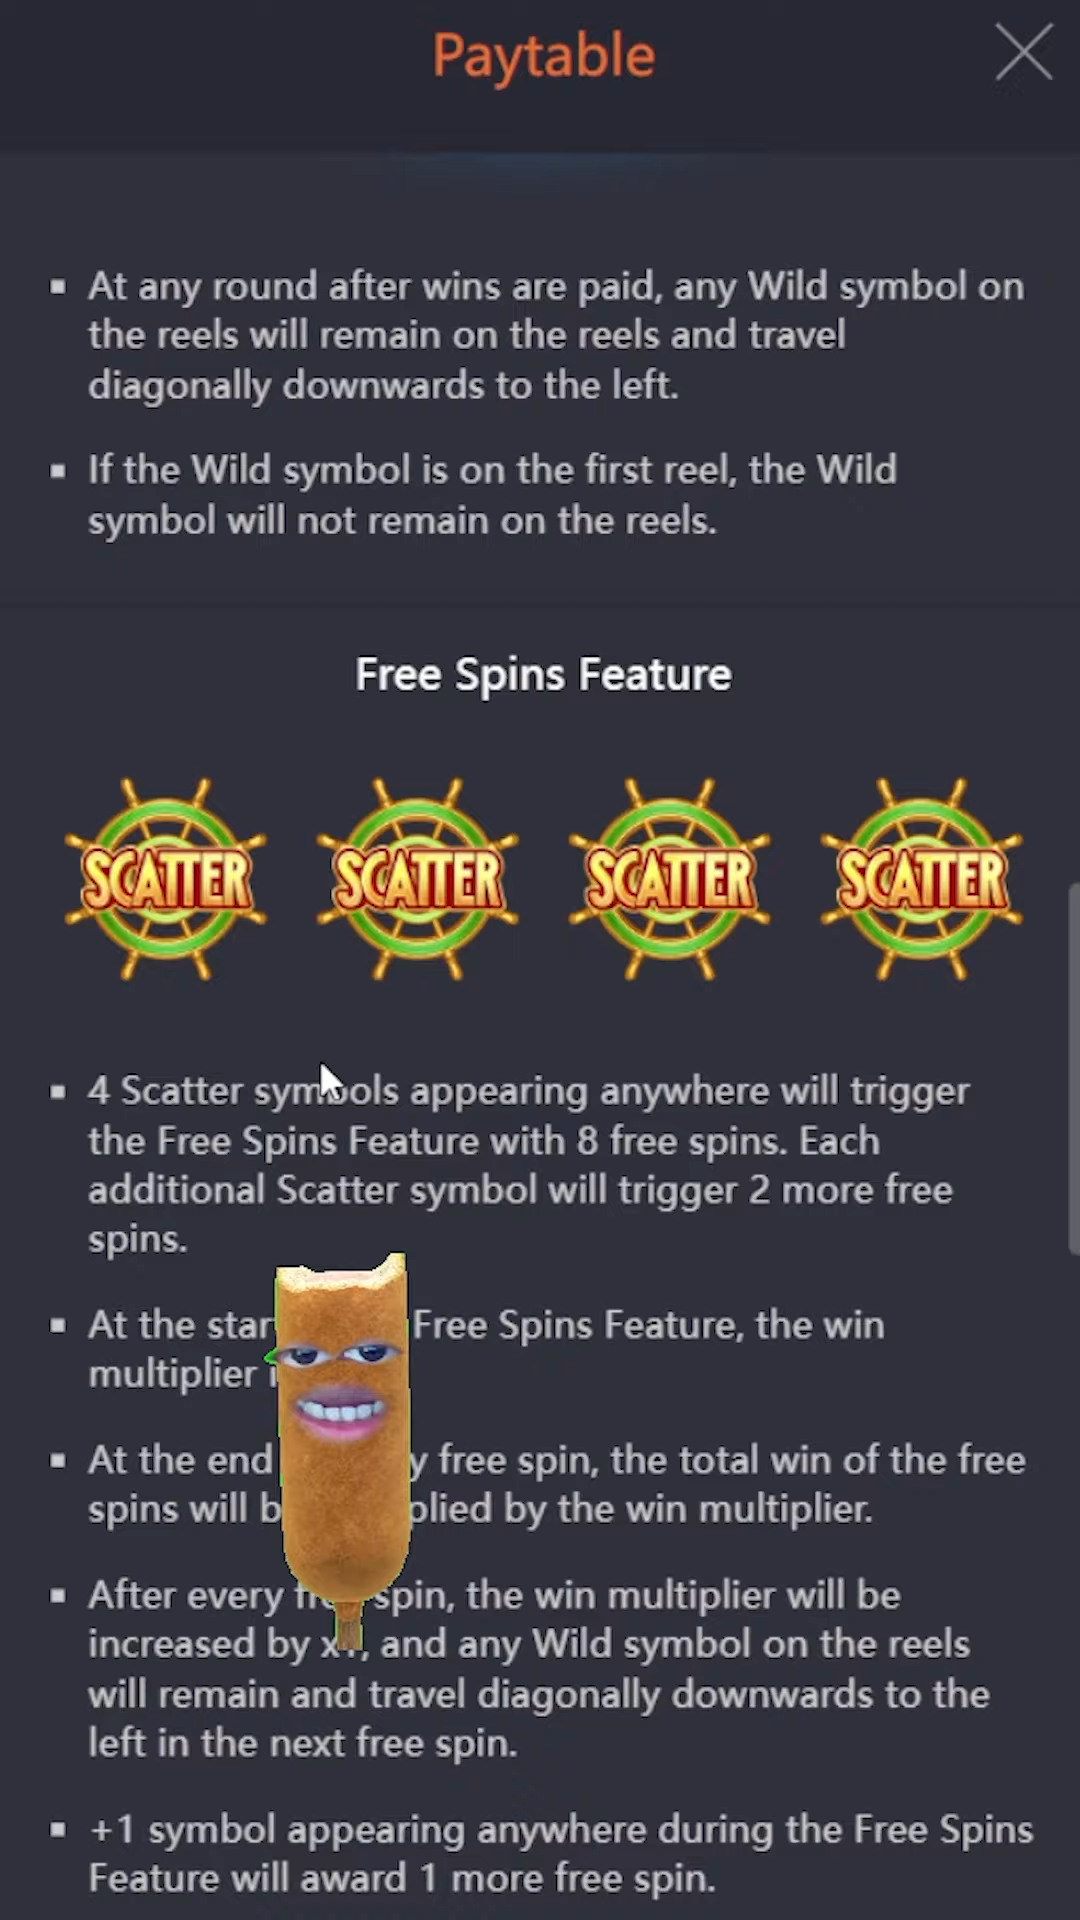 Paytable
▪ At any round after wins are paid, any Wild symbol on
the reels will remain on the reels and travel
diagonally downwards to the left.
▪ If the Wild symbol is on the first reel, the Wild
symbol will not remain on the reels.
Free Spins Feature
SCATTER SCATTER SCATTER SCATTER
▪ 4 Scatter symbols appearing anywhere will trigger
the Free Spins Feature with 8 free spins. Each
additional Scatter symbol will trigger 2 more free
spins.
▪ At the Free Spins Feature, the win
multiplier
▪ At the end free spin, the total win of the free
spins will by the win multiplier.
▪ After every spin, the win multiplier will be
increased by and any Wild symbol on the reels
will remain and travel diagonally downwards to the
left in the next free spin.
▪ +1 symbol appearing anywhere during the Free Spins
Feature will award 1 more free spin.